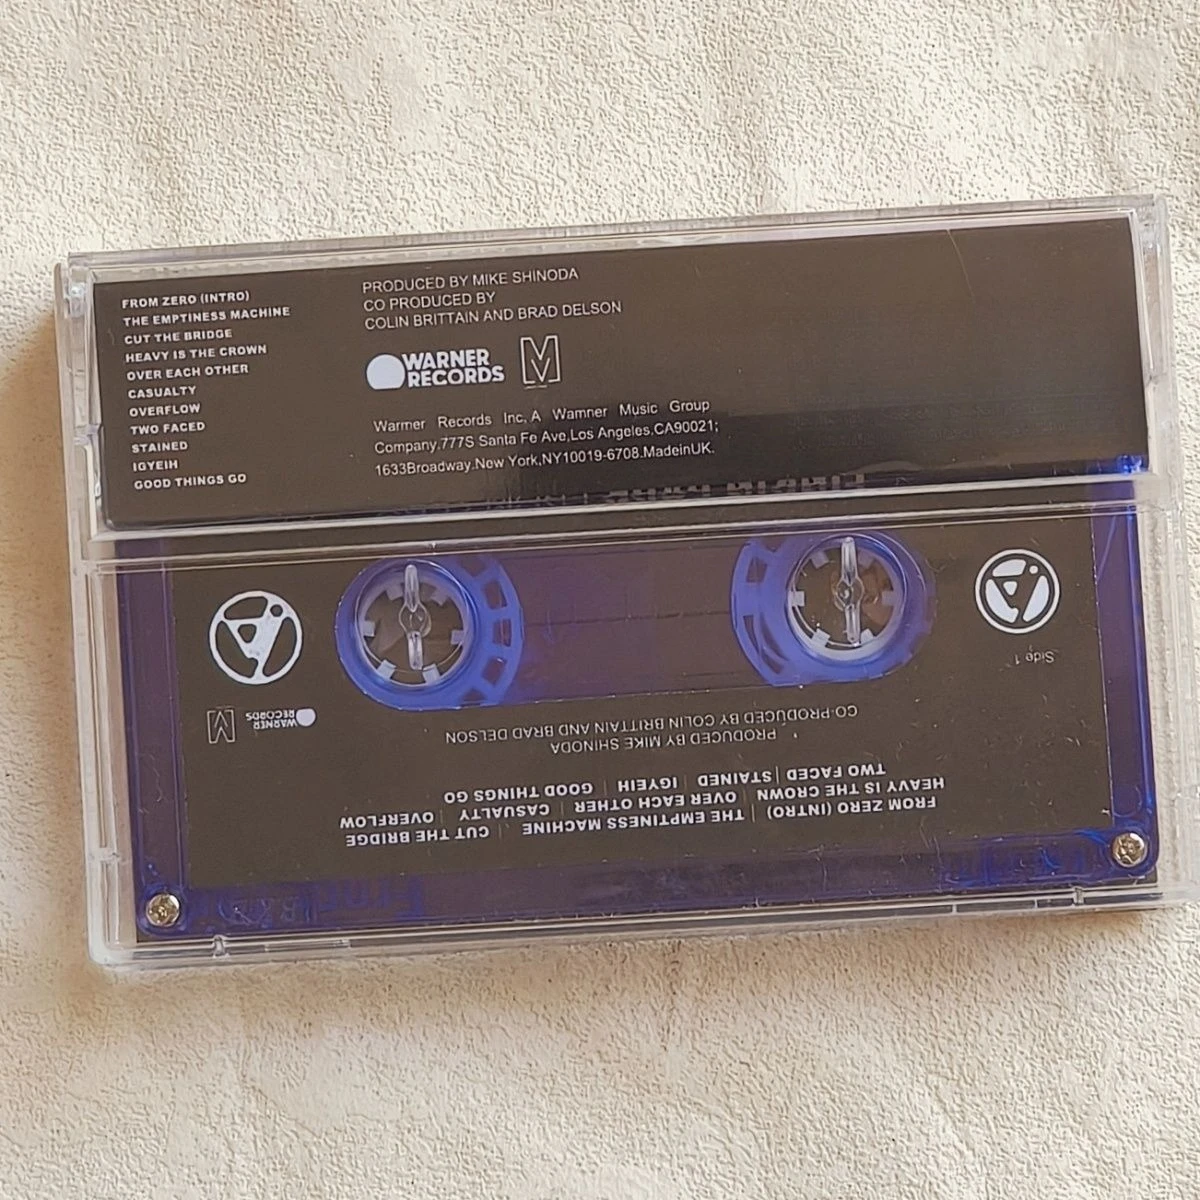 FROM ZERO (INTRO)
THE EMPTINESS MACHINE
CUT THE BRIDGE
HEAVY IS THE CROWN
OVER EACH OTHER
CASUALTY
OVERFLOW
TWO FACED
STAINED
IGYEIH
GOOD THINGS GO
PRODUCED BY MIKE SHINODA
CO PRODUCED BY
COLIN BRITTAIN AND BRAD DELSON
WARNER
RECORDS
Warmer Records Inc,A Wamner Music Group
Company.777S Santa Fe Ave,Los Angeles,CA90021;
1633Broadway.New York,NY10019-6708.MadeinUK.
FROM ZERO (INTRO) | THE EMPTINESS MACHINE | CUT THE BRIDGE
HEAVY IS THE CROWN | OVER EACH OTHER | CASUALTY | OVERFLOW
TWO FACED | STAINED | IGYEIH | GOOD THINGS GO
PRODUCED BY MIKE SHINODA
CO-PRODUCED BY COLIN BRITTAIN AND BRAD DELSON
WARNER
RECORDS
Side 1